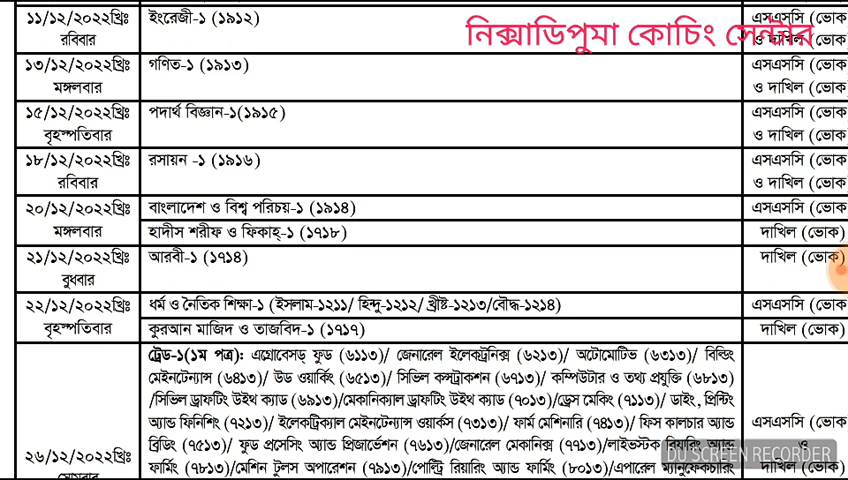 নিক্সাডিপুমা কোচিং সেন্টার
১১/১২/২০২২খ্রিঃ রবিবার ইংরেজী-১ (১৯১২) এসএসসি (ভোক) ও দাখিল (ভোক)
১৩/১২/২০২২খ্রিঃ মঙ্গলবার গণিত-১ (১৯১৩) এসএসসি (ভোক) ও দাখিল (ভোক)
১৫/১২/২০২২খ্রিঃ বৃহস্পতিবার পদার্থ বিজ্ঞান-১(১৯১৫) এসএসসি (ভোক) ও দাখিল (ভোক)
১৮/১২/২০২২খ্রিঃ রবিবার রসায়ন -১ (১৯১৬) এসএসসি (ভোক) ও দাখিল (ভোক)
২০/১২/২০২২খ্রিঃ মঙ্গলবার বাংলাদেশ ও বিশ্ব পরিচয়-১ (১৯১৪) এসএসসি (ভোক)
হাদীস শরীফ ও ফিকাহ্-১ (১৭১৮) দাখিল (ভোক)
২১/১২/২০২২খ্রিঃ বুধবার আরবী-১ (১৭১৪) দাখিল (ভোক)
২২/১২/২০২২খ্রিঃ বৃহস্পতিবার ধর্ম ও নৈতিক শিক্ষা-১ (ইসলাম-১২১১/ হিন্দু-১২১২/ খ্রীষ্ট-১২১৩/বৌদ্ধ-১২১৪) এসএসসি (ভোক)
কুরআন মাজিদ ও তাজবিদ-১ (১৭১৭) দাখিল (ভোক)
২৬/১২/২০২২খ্রিঃ সোমবার
ট্রেড-১(১ম পত্র): এগ্রোবেসড্ ফুড (৬১১৩)/ জেনারেল ইলেকট্রনিক্স (৬২১৩)/ অটোমোটিভ (৬৩১৩)/ বিল্ডিং
মেইনটেন্যান্স (৬৪১৩)/ উড ওয়ার্কিং (৬৫১৩)/ সিভিল কন্সট্রাকশন (৬৭১৩)/ কম্পিউটার ও তথ্য প্রযুক্তি (৬৮১৩)
/সিভিল ড্রাফটিং উইথ ক্যাড (৬৯১৩)/মেকানিক্যাল ড্রাফটিং উইথ ক্যাড (৭০১৩)/ড্রেস মেকিং (৭১১৩)/ ডাইং, প্রিন্টিং
অ্যান্ড ফিনিশিং (৭২১৩)/ ইলেকট্রিক্যাল মেইনটেন্যান্স ওয়ার্কস (৭৩১৩)/ ফার্ম মেশিনারি (৭৪১৩)/ ফিস কালচার অ্যান্ড
ব্রিডিং (৭৫১৩)/ ফুড প্রসেসিং অ্যান্ড প্রিজার্ভেশন (৭৬১৩)/জেনারেল মেকানিক্স (৭৭১৩)/লাইভস্টক রিয়ারিং অ্যান্ড
ফার্মিং (৭৮১৩)/মেশিন টুলস অপারেশন (৭৯১৩)/পোল্ট্রি রিয়ারিং অ্যান্ড ফার্মিং (৮০১৩)/এপারেল ম্যানুফেকচারিং
এসএসসি (ভোক)
ও
দাখিল (ভোক)
DU SCREEN RECORDER